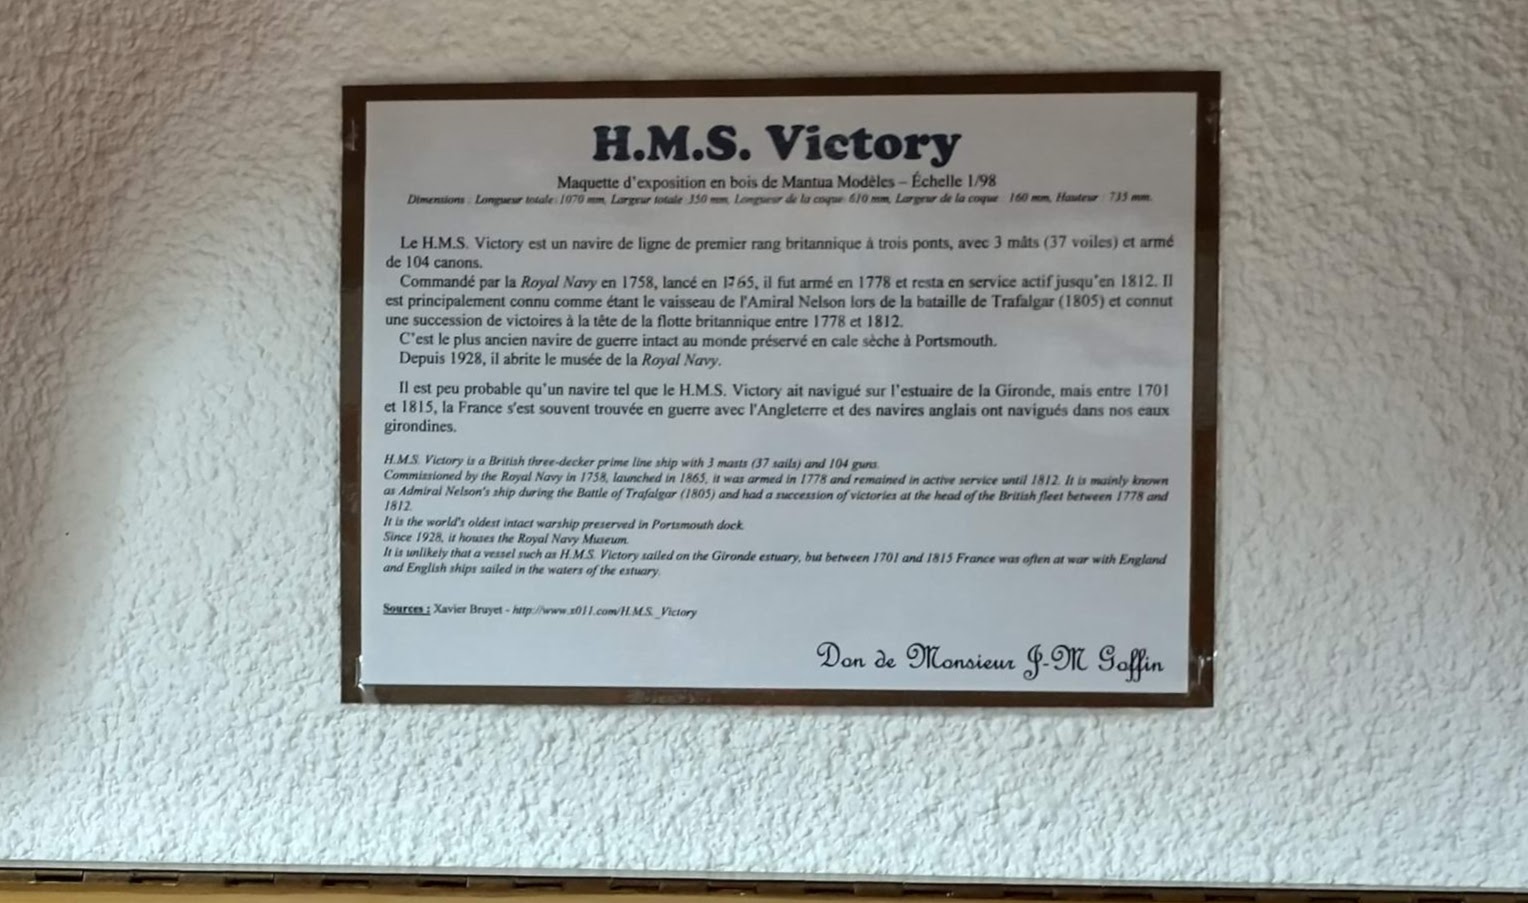 H.M.S. Victory
Maquette d'exposition en bois de Mantua Modèles – Échelle 1/98
Dimensions : Longueur totale: 1070 mm, Largeur totale :350 mm, Longueur de la coque: 610 mm, Largeur de la coque : 160 mm, Hauteur : 735 mm.
Le H.M.S. Victory est un navire de ligne de premier rang britannique à trois ponts, avec 3 mâts (37 voiles) et armé
de 104 canons.
Commandé par la Royal Navy en 1758, lancé en 1765, il fut armé en 1778 et resta en service actif jusqu'en 1812. Il
est principalement connu comme étant le vaisseau de l'Amiral Nelson lors de la bataille de Trafalgar (1805) et connut
une succession de victoires à la tête de la flotte britannique entre 1778 et 1812.
C'est le plus ancien navire de guerre intact au monde préservé en cale sèche à Portsmouth.
Depuis 1928, il abrite le musée de la Royal Navy.
Il est peu probable qu'un navire tel que le H.M.S. Victory ait navigué sur l'estuaire de la Gironde, mais entre 1701
et 1815, la France s'est souvent trouvée en guerre avec l'Angleterre et des navires anglais ont navigués dans nos eaux
girondines.
H.M.S. Victory is a British three-decker prime line ship with 3 masts (37 sails) and 104 guns.
Commissioned by the Royal Navy in 1758, launched in 1865, it was armed in 1778 and remained in active service until 1812. It is mainly known
as Admiral Nelson's ship during the Battle of Trafalgar (1805) and had a succession of victories at the head of the British fleet between 1778 and
1812.
It is the world's oldest intact warship preserved in Portsmouth dock.
Since 1928, it houses the Royal Navy Museum.
It is unlikely that a vessel such as H.M.S. Victory sailed on the Gironde estuary, but between 1701 and 1815 France was often at war with England
and English ships sailed in the waters of the estuary.
Sources : Xavier Bruyet - http://www.s011.com/H.M.S._Victory
Don de Monsieur J-M Goffin